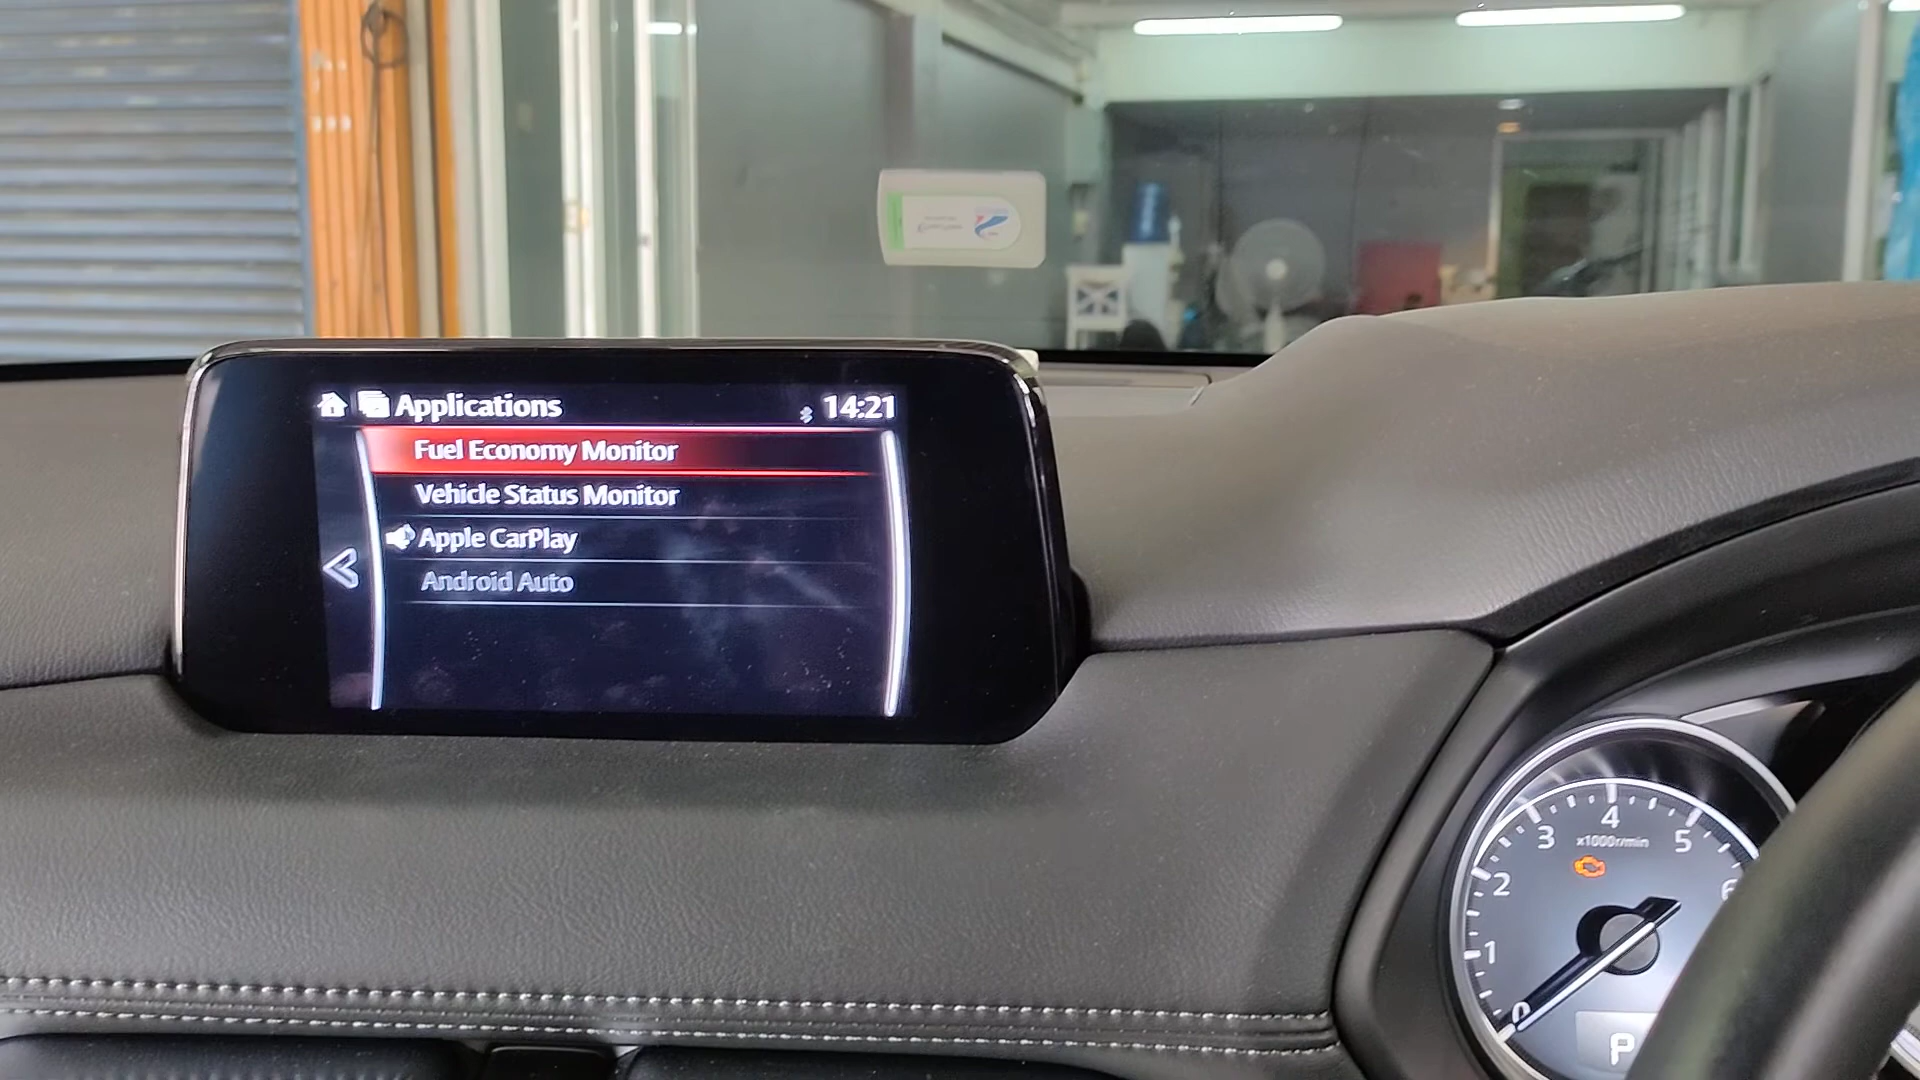 Applications
14:21
Fuel Economy Monitor
Vehicle Status Monitor
Apple CarPlay
Android Auto
3
4
5
x1000r/min
2
6
1
0
P